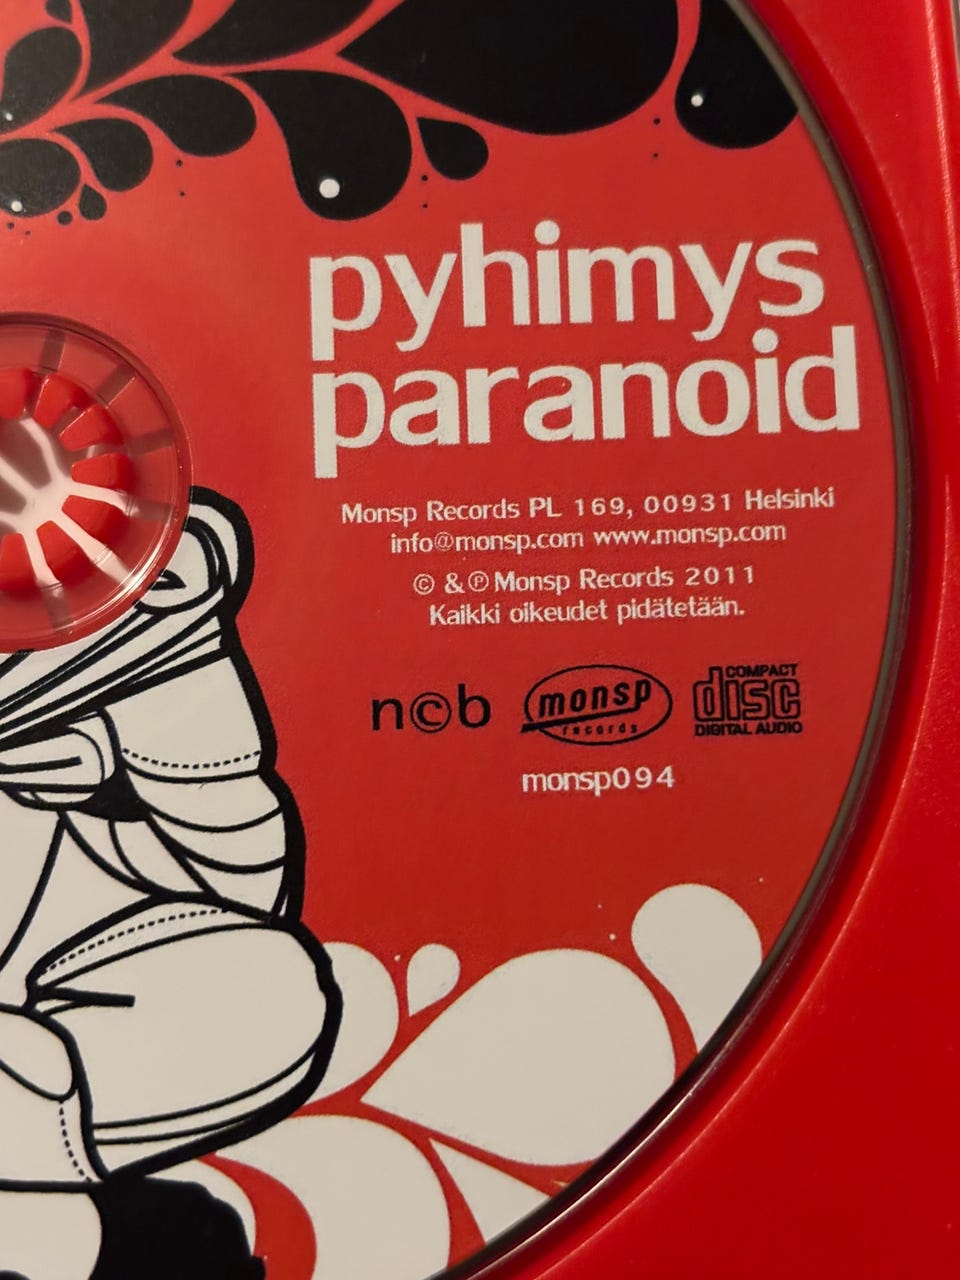 pyhimys
paranoid
Monsp Records PL 169, 00931 Helsinki
info@monsp.com www.monsp.com
© & ℗ Monsp Records 2011
Kaikki oikeudet pidätetään.
n©b monsp records COMPACT disc DIGITAL AUDIO
monsp094